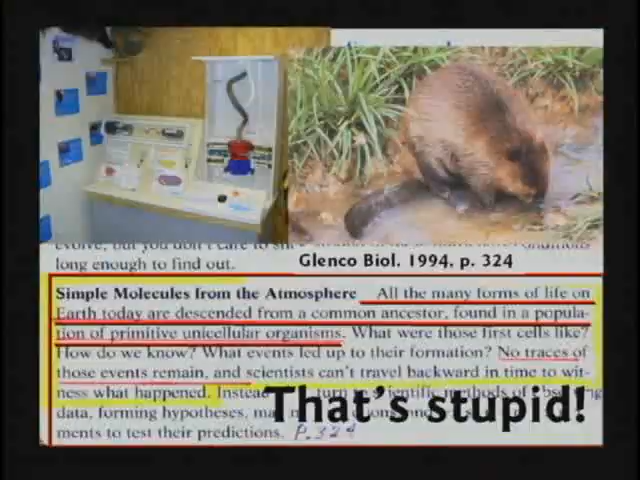 Glenco Biol. 1994, p. 324
long enough to find out.
Simple Molecules from the Atmosphere All the many forms of life on
Earth today are descended from a common ancestor, found in a popula-
tion of primitive unicellular organisms. What were those first cells like?
How do we know? What events led up to their formation? No traces of
those events remain, and scientists can't travel backward in time to wit-
ness what happened. Instead
data, forming hypotheses,
ments to test their predictions. P.324
That's stupid!